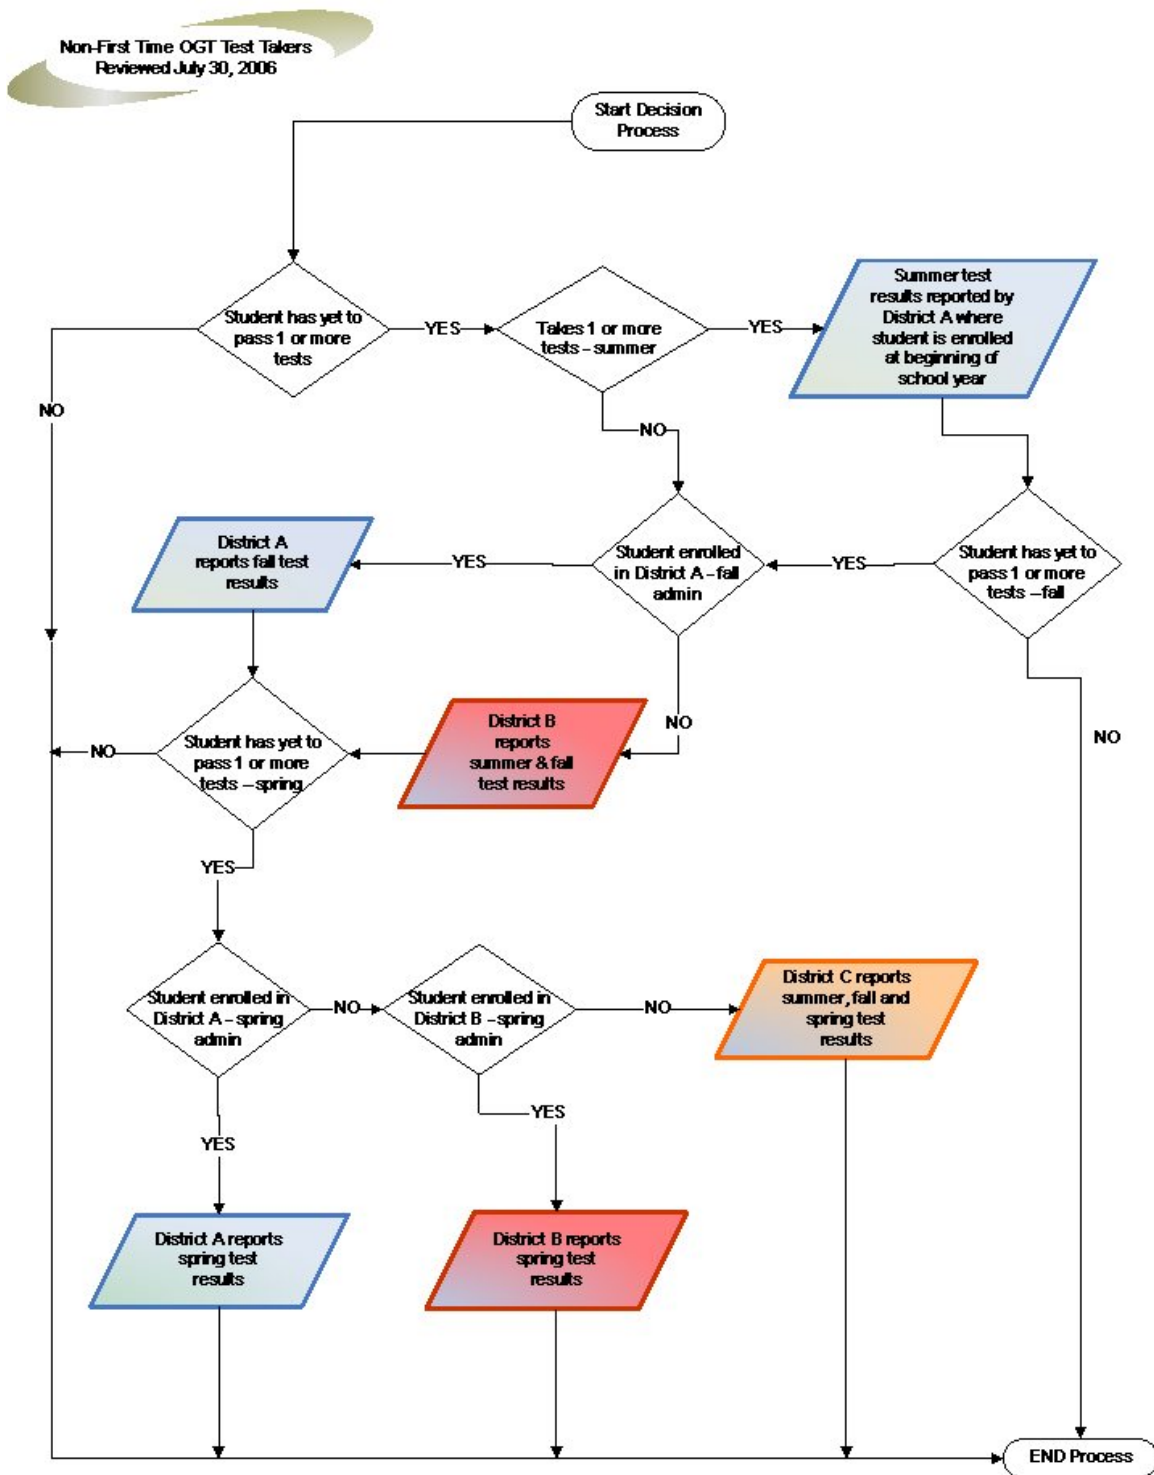 Non-First Time OGT Test Takers
Reviewed July 30, 2006
Start Decision
Process
Student has yet to
pass 1 or more
tests
YES
Takes 1 or more
tests – summer
YES
Summer test
results reported by
District A where
student is enrolled
at beginning of
school year
NO
NO
District A
reports fall test
results
YES
Student enrolled
in District A – fall
admin
YES
Student has yet to
pass 1 or more
tests – fall
NO
NO
Student has yet to
pass 1 or more
tests – spring
District B
reports
summer & fall
test results
NO
YES
Student enrolled in
District A – spring
admin
NO
Student enrolled in
District B – spring
admin
NO
District C reports
summer, fall and
spring test
results
YES
YES
District A reports
spring test
results
District B reports
spring test
results
END Process